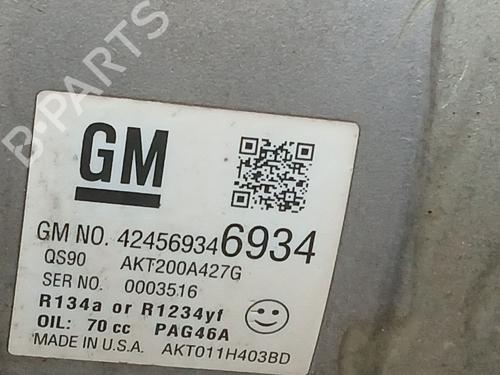 B-PARTS
GM
GM NO. 42456934 6934
QS90 AKT200A427G
SER NO. 0003516
R134a or R1234yf
OIL: 70 cc PAG46A
MADE IN U.S.A. AKT011H403BD